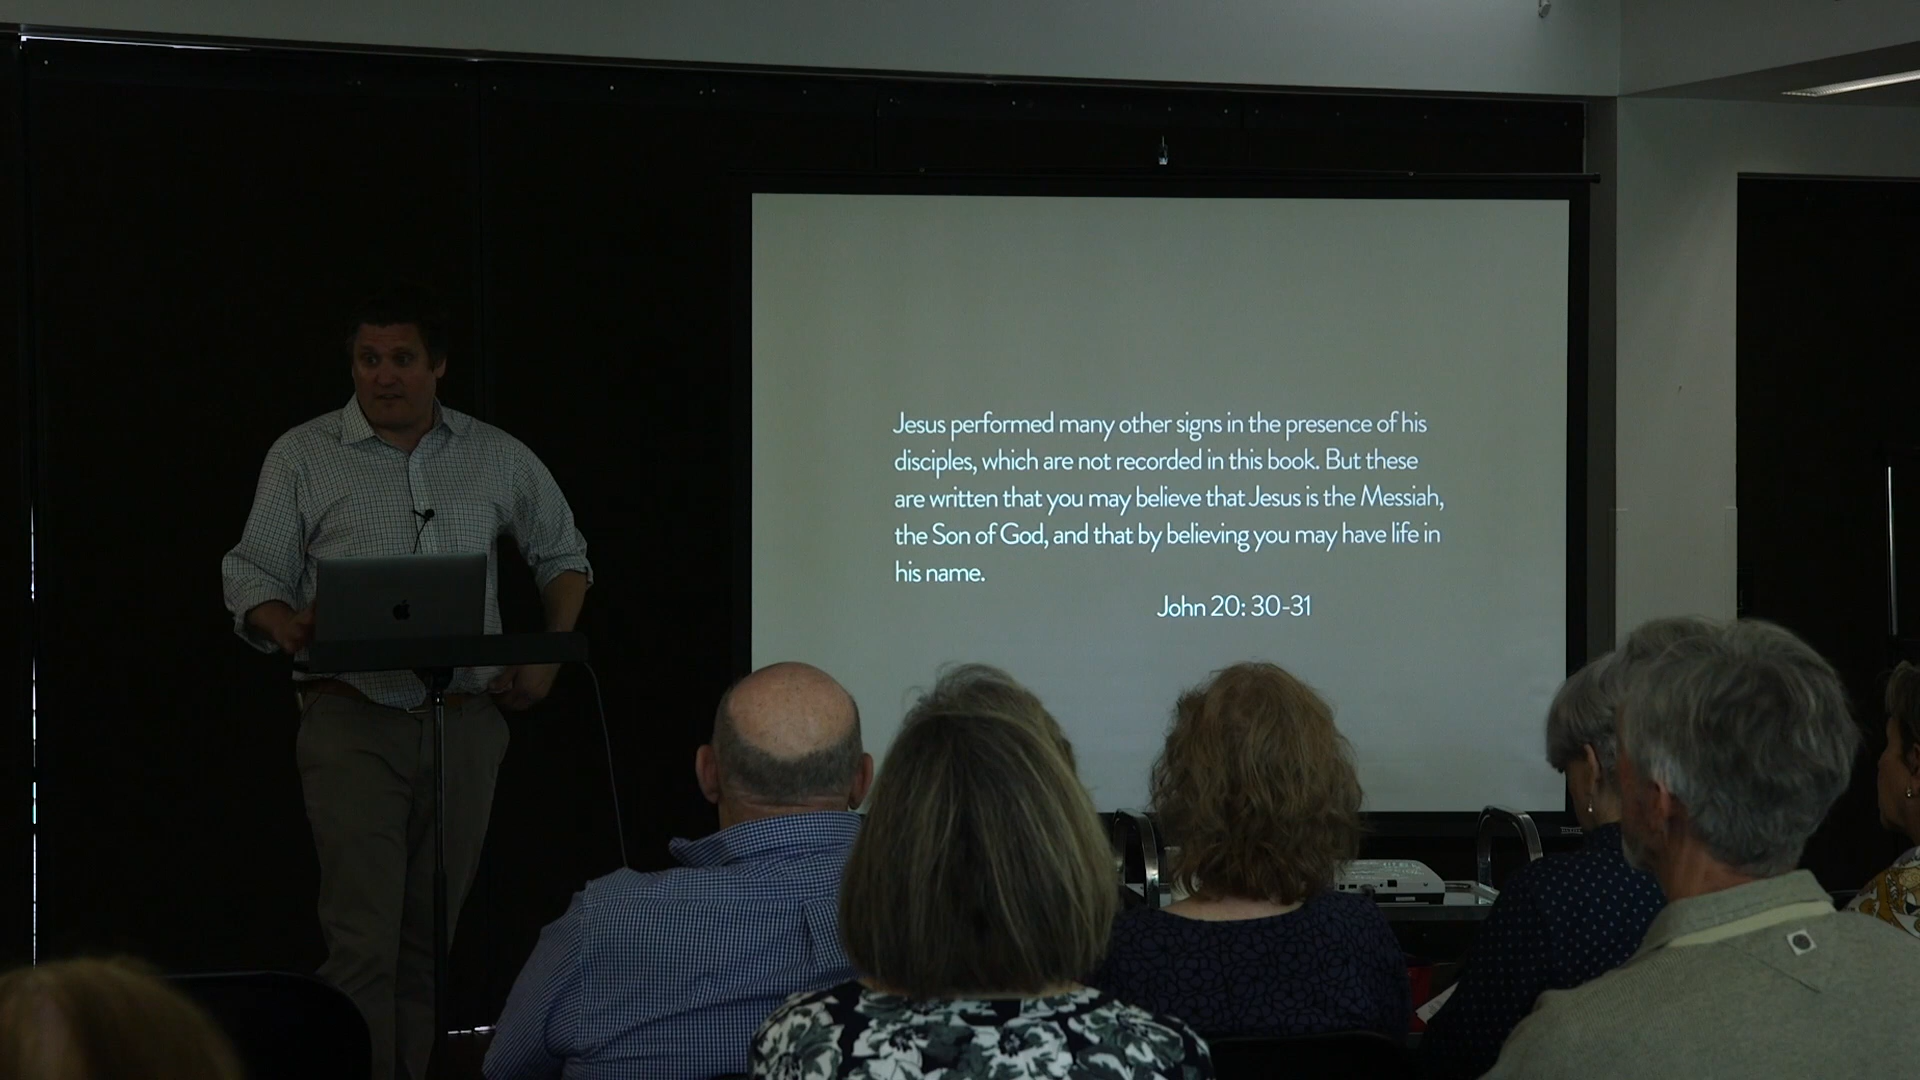 Jesus performed many other signs in the presence of his
disciples, which are not recorded in this book. But these
are written that you may believe that Jesus is the Messiah,
the Son of God, and that by believing you may have life in
his name.
John 20: 30-31